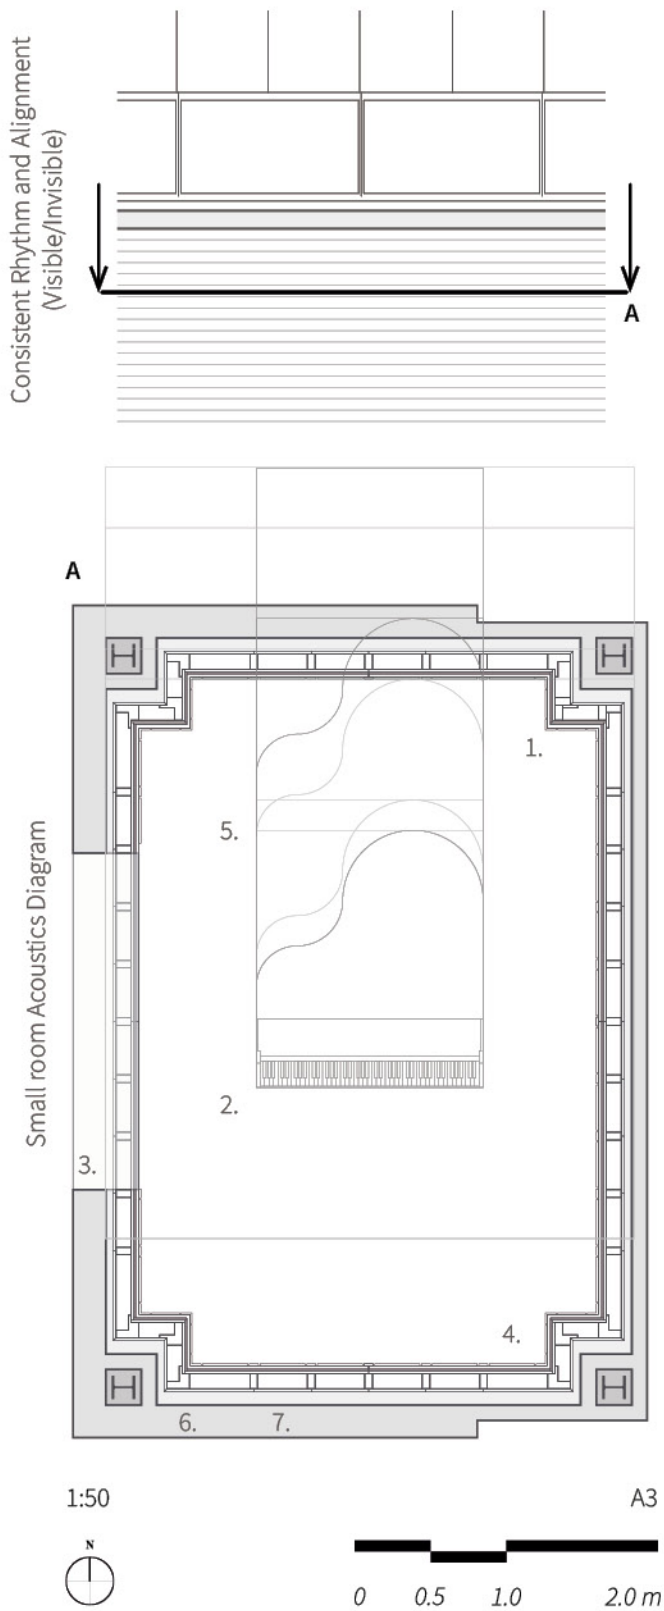 Consistent Rhythm and Alignment
(Visible/Invisible)
A
A
1.
5.
Small room Acoustics Diagram
2.
3.
4.
6. 7.
1:50 A3
N
0 0.5 1.0 2.0 m